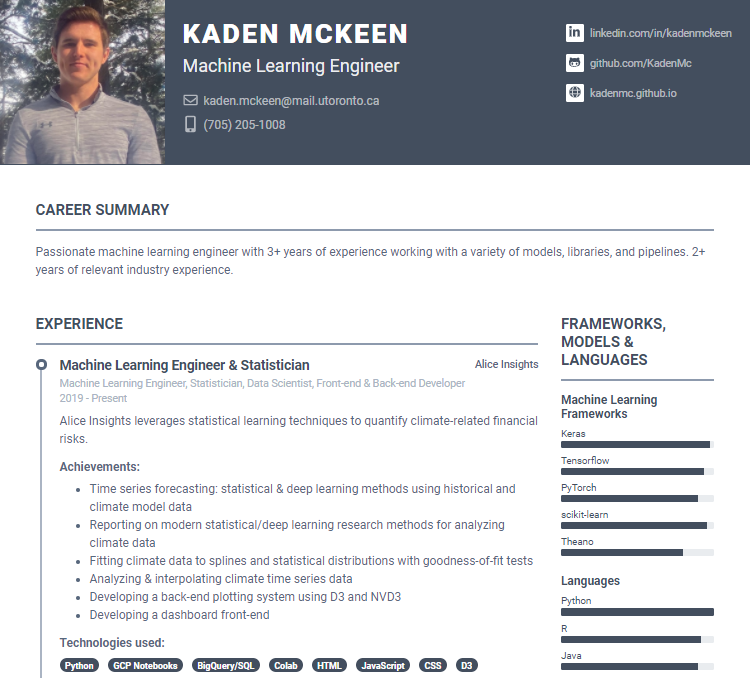 KADEN MCKEEN
Machine Learning Engineer
kaden.mckeen@mail.utoronto.ca
(705) 205-1008
linkedin.com/in/kadenmckeen
github.com/KadenMc
kadenmc.github.io
CAREER SUMMARY
Passionate machine learning engineer with 3+ years of experience working with a variety of models, libraries, and pipelines. 2+
years of relevant industry experience.
EXPERIENCE
Machine Learning Engineer & Statistician
Alice Insights
Machine Learning Engineer, Statistician, Data Scientist, Front-end & Back-end Developer
2019 - Present
Alice Insights leverages statistical learning techniques to quantify climate-related financial
risks.
Achievements:
Time series forecasting: statistical & deep learning methods using historical and
climate model data
Reporting on modern statistical/deep learning research methods for analyzing
climate data
Fitting climate data to splines and statistical distributions with goodness-of-fit tests
Analyzing & interpolating climate time series data
Developing a back-end plotting system using D3 and NVD3
Developing a dashboard front-end
Technologies used:
Python GCP Notebooks BigQuery/SQL Colab HTML JavaScript CSS D3
FRAMEWORKS,
MODELS &
LANGUAGES
Machine Learning
Frameworks
Keras
Tensorflow
PyTorch
scikit-learn
Theano
Languages
Python
R
Java